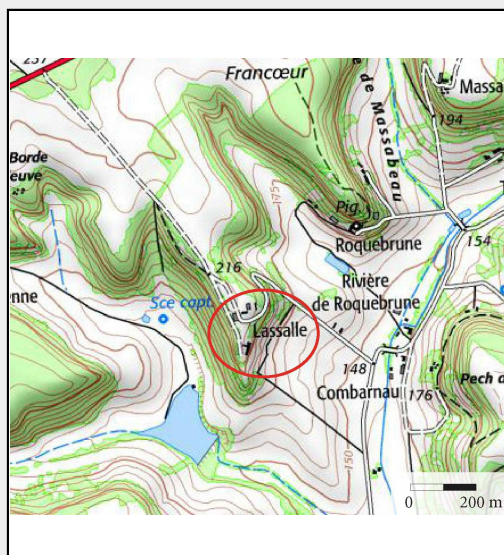 237
Francœur
e de Massabeau
Massa
194
Borde
euve
175
Pig.
Roquebrune
154
216
Rivière
de Roquebrune
enne
Sce capt.
Lassalle
148
Combarnau
176
Pech d
150
0
200 m